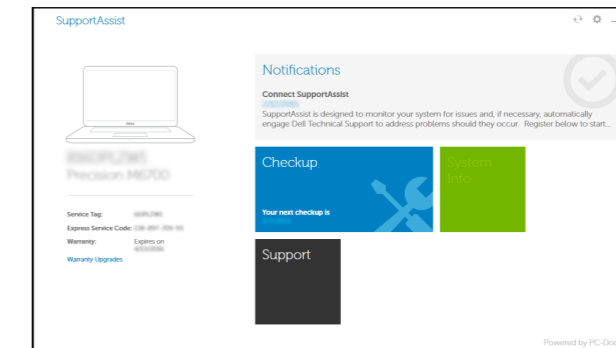 SupportAssist
Notifications
Connect SupportAssist
SupportAssist is designed to monitor your system for issues and, if necessary, automatically
engage Dell Technical Support to address problems should they occur. Register below to start...
Precision M6700
Checkup
System
Info
Your next checkup is
Service Tag:
Express Service Code:
Warranty: Expires on
Warranty Upgrades
Support
Powered by PC-Doc